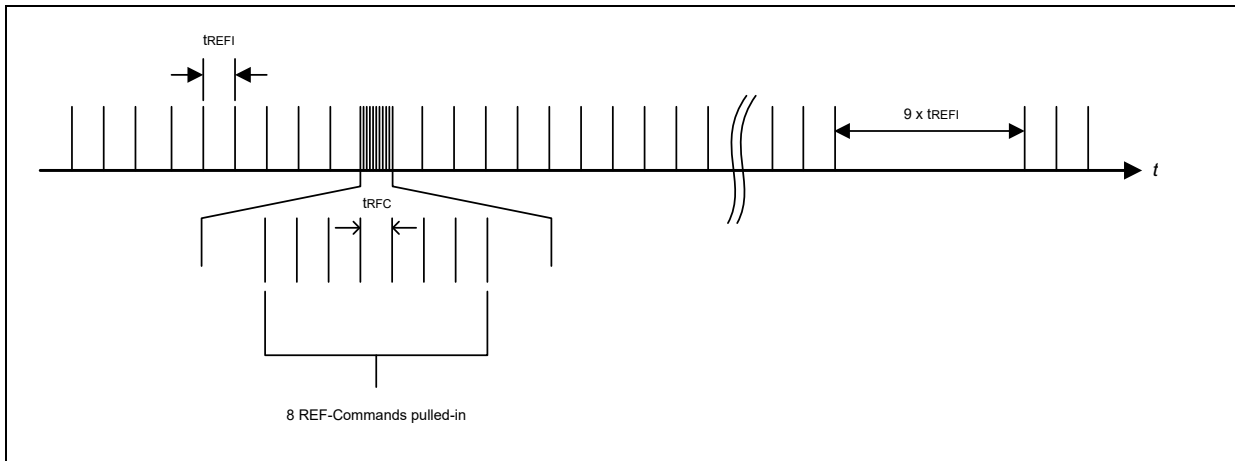 tREFI
9 x tREFI
t
tRFC
8 REF-Commands pulled-in